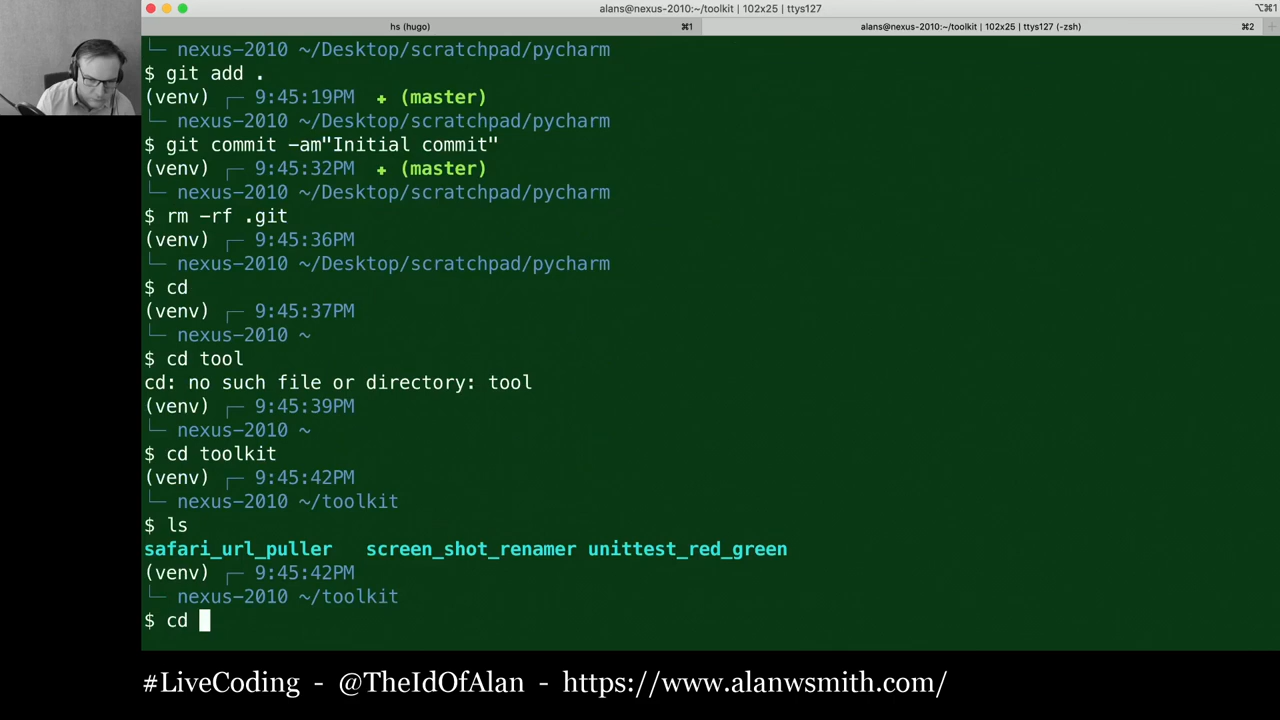 alans@nexus-2010:~/toolkit | 102x25 | ttys127
⌥⌘1
hs (hugo) ⌘1 alans@nexus-2010:~/toolkit | 102x25 | ttys127 (-zsh) ⌘2 +
└─ nexus-2010 ~/Desktop/scratchpad/pycharm
$ git add .
(venv) ┌─ 9:45:19PM + (master)
└─ nexus-2010 ~/Desktop/scratchpad/pycharm
$ git commit -am"Initial commit"
(venv) ┌─ 9:45:32PM + (master)
└─ nexus-2010 ~/Desktop/scratchpad/pycharm
$ rm -rf .git
(venv) ┌─ 9:45:36PM
└─ nexus-2010 ~/Desktop/scratchpad/pycharm
$ cd
(venv) ┌─ 9:45:37PM
└─ nexus-2010 ~
$ cd tool
cd: no such file or directory: tool
(venv) ┌─ 9:45:39PM
└─ nexus-2010 ~
$ cd toolkit
(venv) ┌─ 9:45:42PM
└─ nexus-2010 ~/toolkit
$ ls
safari_url_puller screen_shot_renamer unittest_red_green
(venv) ┌─ 9:45:42PM
└─ nexus-2010 ~/toolkit
$ cd
#LiveCoding - @TheIdOfAlan - https://www.alanwsmith.com/